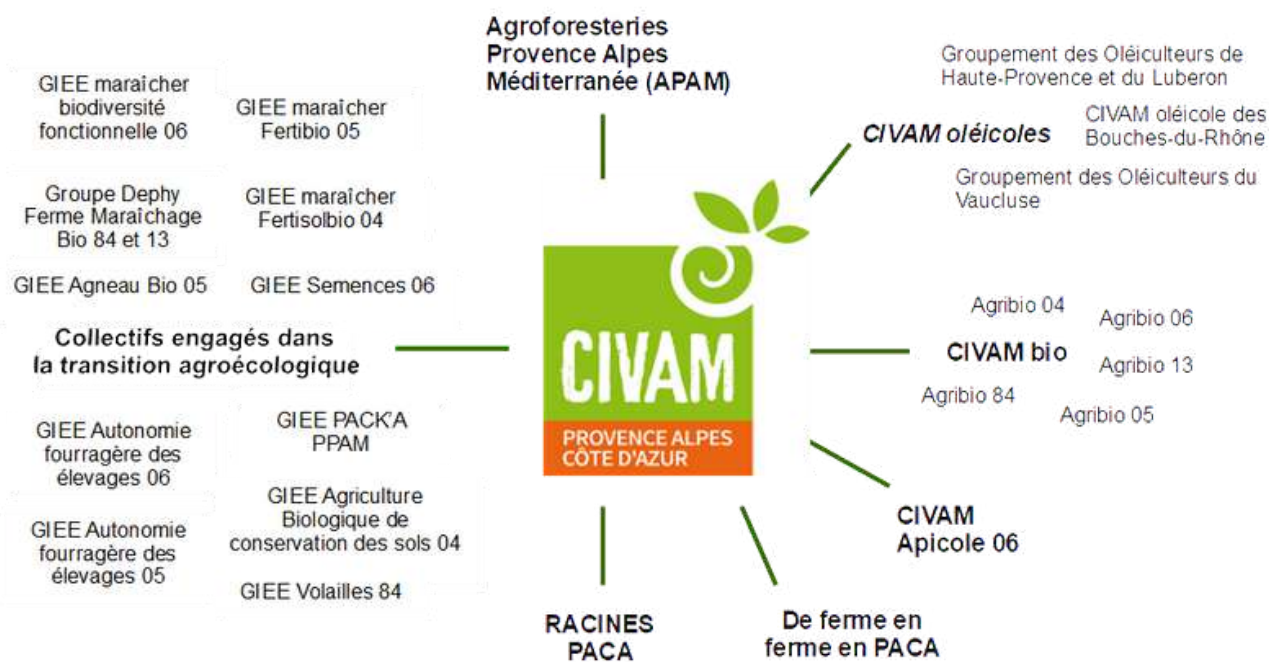 Agroforesteries
Provence Alpes
Méditerranée (APAM)
Groupement des Oléiculteurs de
Haute-Provence et du Luberon
CIVAM oléicoles
CIVAM oléicole des
Bouches-du-Rhône
Groupement des Oléiculteurs du
Vaucluse
GIEE maraîcher
biodiversité
fonctionnelle 06
GIEE maraîcher
Fertibio 05
Groupe Dephy
Ferme Maraîchage
Bio 84 et 13
GIEE maraîcher
Fertisolbio 04
GIEE Agneau Bio 05
GIEE Semences 06
Collectifs engagés dans
la transition agroécologique
CIVAM
PROVENCE ALPES
CÔTE D'AZUR
Agribio 04
Agribio 06
CIVAM bio
Agribio 13
Agribio 84
Agribio 05
GIEE Autonomie
fourragère des
élevages 06
GIEE PACK'A
PPAM
GIEE Agriculture
Biologique de
conservation des sols 04
GIEE Autonomie
fourragère des
élevages 05
GIEE Volailles 84
CIVAM
Apicole 06
RACINES
PACA
De ferme en
ferme en PACA